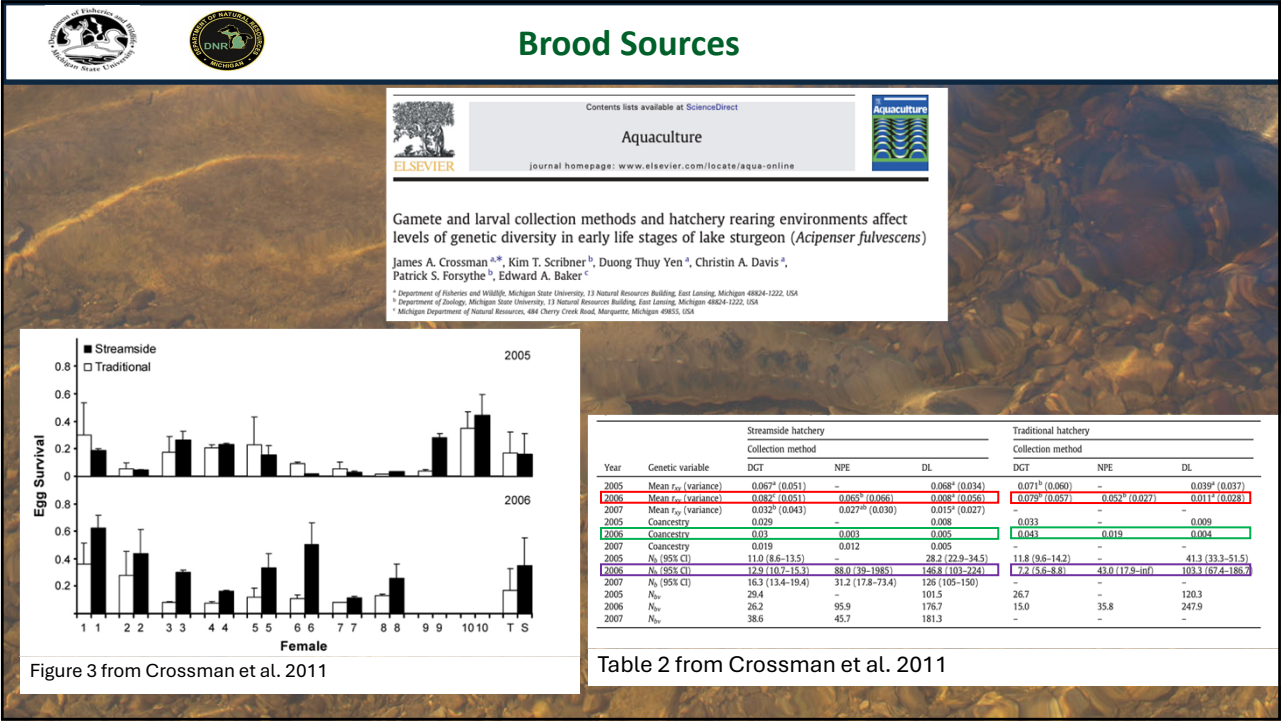 Department of Fisheries and Wildlife
Michigan State University
DEPARTMENT OF NATURAL RESOURCES
DNR
MICHIGAN
Brood Sources
ELSEVIER
Contents lists available at ScienceDirect
Aquaculture
journal homepage: www.elsevier.com/locate/aqua-online
Aquaculture
Gamete and larval collection methods and hatchery rearing environments affect
levels of genetic diversity in early life stages of lake sturgeon (Acipenser fulvescens)
James A. Crossman a,*, Kim T. Scribner b, Duong Thuy Yen a, Christin A. Davis a,
Patrick S. Forsythe b, Edward A. Baker c
a Department of Fisheries and Wildlife, Michigan State University, 13 Natural Resources Building, East Lansing, Michigan 48824-1222, USA
b Department of Zoology, Michigan State University, 13 Natural Resources Building, East Lansing, Michigan 48824-1222, USA
c Michigan Department of Natural Resources, 484 Cherry Creek Road, Marquette, Michigan 49855, USA
Streamside
Traditional
2005
0.8
0.6
0.4
0.2
0
Egg Survival
2006
0.8
0.6
0.4
0.2
1 1 2 2 3 3 4 4 5 5 6 6 7 7 8 8 9 9 10 10 T S
Female
Figure 3 from Crossman et al. 2011
Streamside hatchery Traditional hatchery
Collection method Collection method
Year Genetic variable DGT NPE DL DGT NPE DL
2005 Mean rxy (variance) 0.067a (0.051) – 0.068a (0.034) 0.071b (0.060) – 0.039a (0.037)
2006 Mean rxy (variance) 0.082c (0.051) 0.065b (0.066) 0.008a (0.056) 0.079b (0.057) 0.052b (0.027) 0.011a (0.028)
2007 Mean rxy (variance) 0.032b (0.043) 0.027ab (0.030) 0.015a (0.027) – – –
2005 Coancestry 0.029 – 0.008 0.033 – 0.009
2006 Coancestry 0.03 0.003 0.005 0.043 0.019 0.004
2007 Coancestry 0.019 0.012 0.005 – – –
2005 Nb (95% CI) 11.0 (8.6–13.5) – 28.2 (22.9–34.5) 11.8 (9.6–14.2) – 41.3 (33.3–51.5)
2006 Nb (95% CI) 12.9 (10.7–15.3) 88.0 (39–1985) 146.8 (103–224) 7.2 (5.6–8.8) 43.0 (17.9–inf) 103.3 (67.4–186.7)
2007 Nb (95% CI) 16.3 (13.4–19.4) 31.2 (17.8–73.4) 126 (105–150) – – –
2005 Nbv 29.4 – 101.5 26.7 – 120.3
2006 Nbv 26.2 95.9 176.7 15.0 35.8 247.9
2007 Nbv 38.6 45.7 181.3 – – –
Table 2 from Crossman et al. 2011